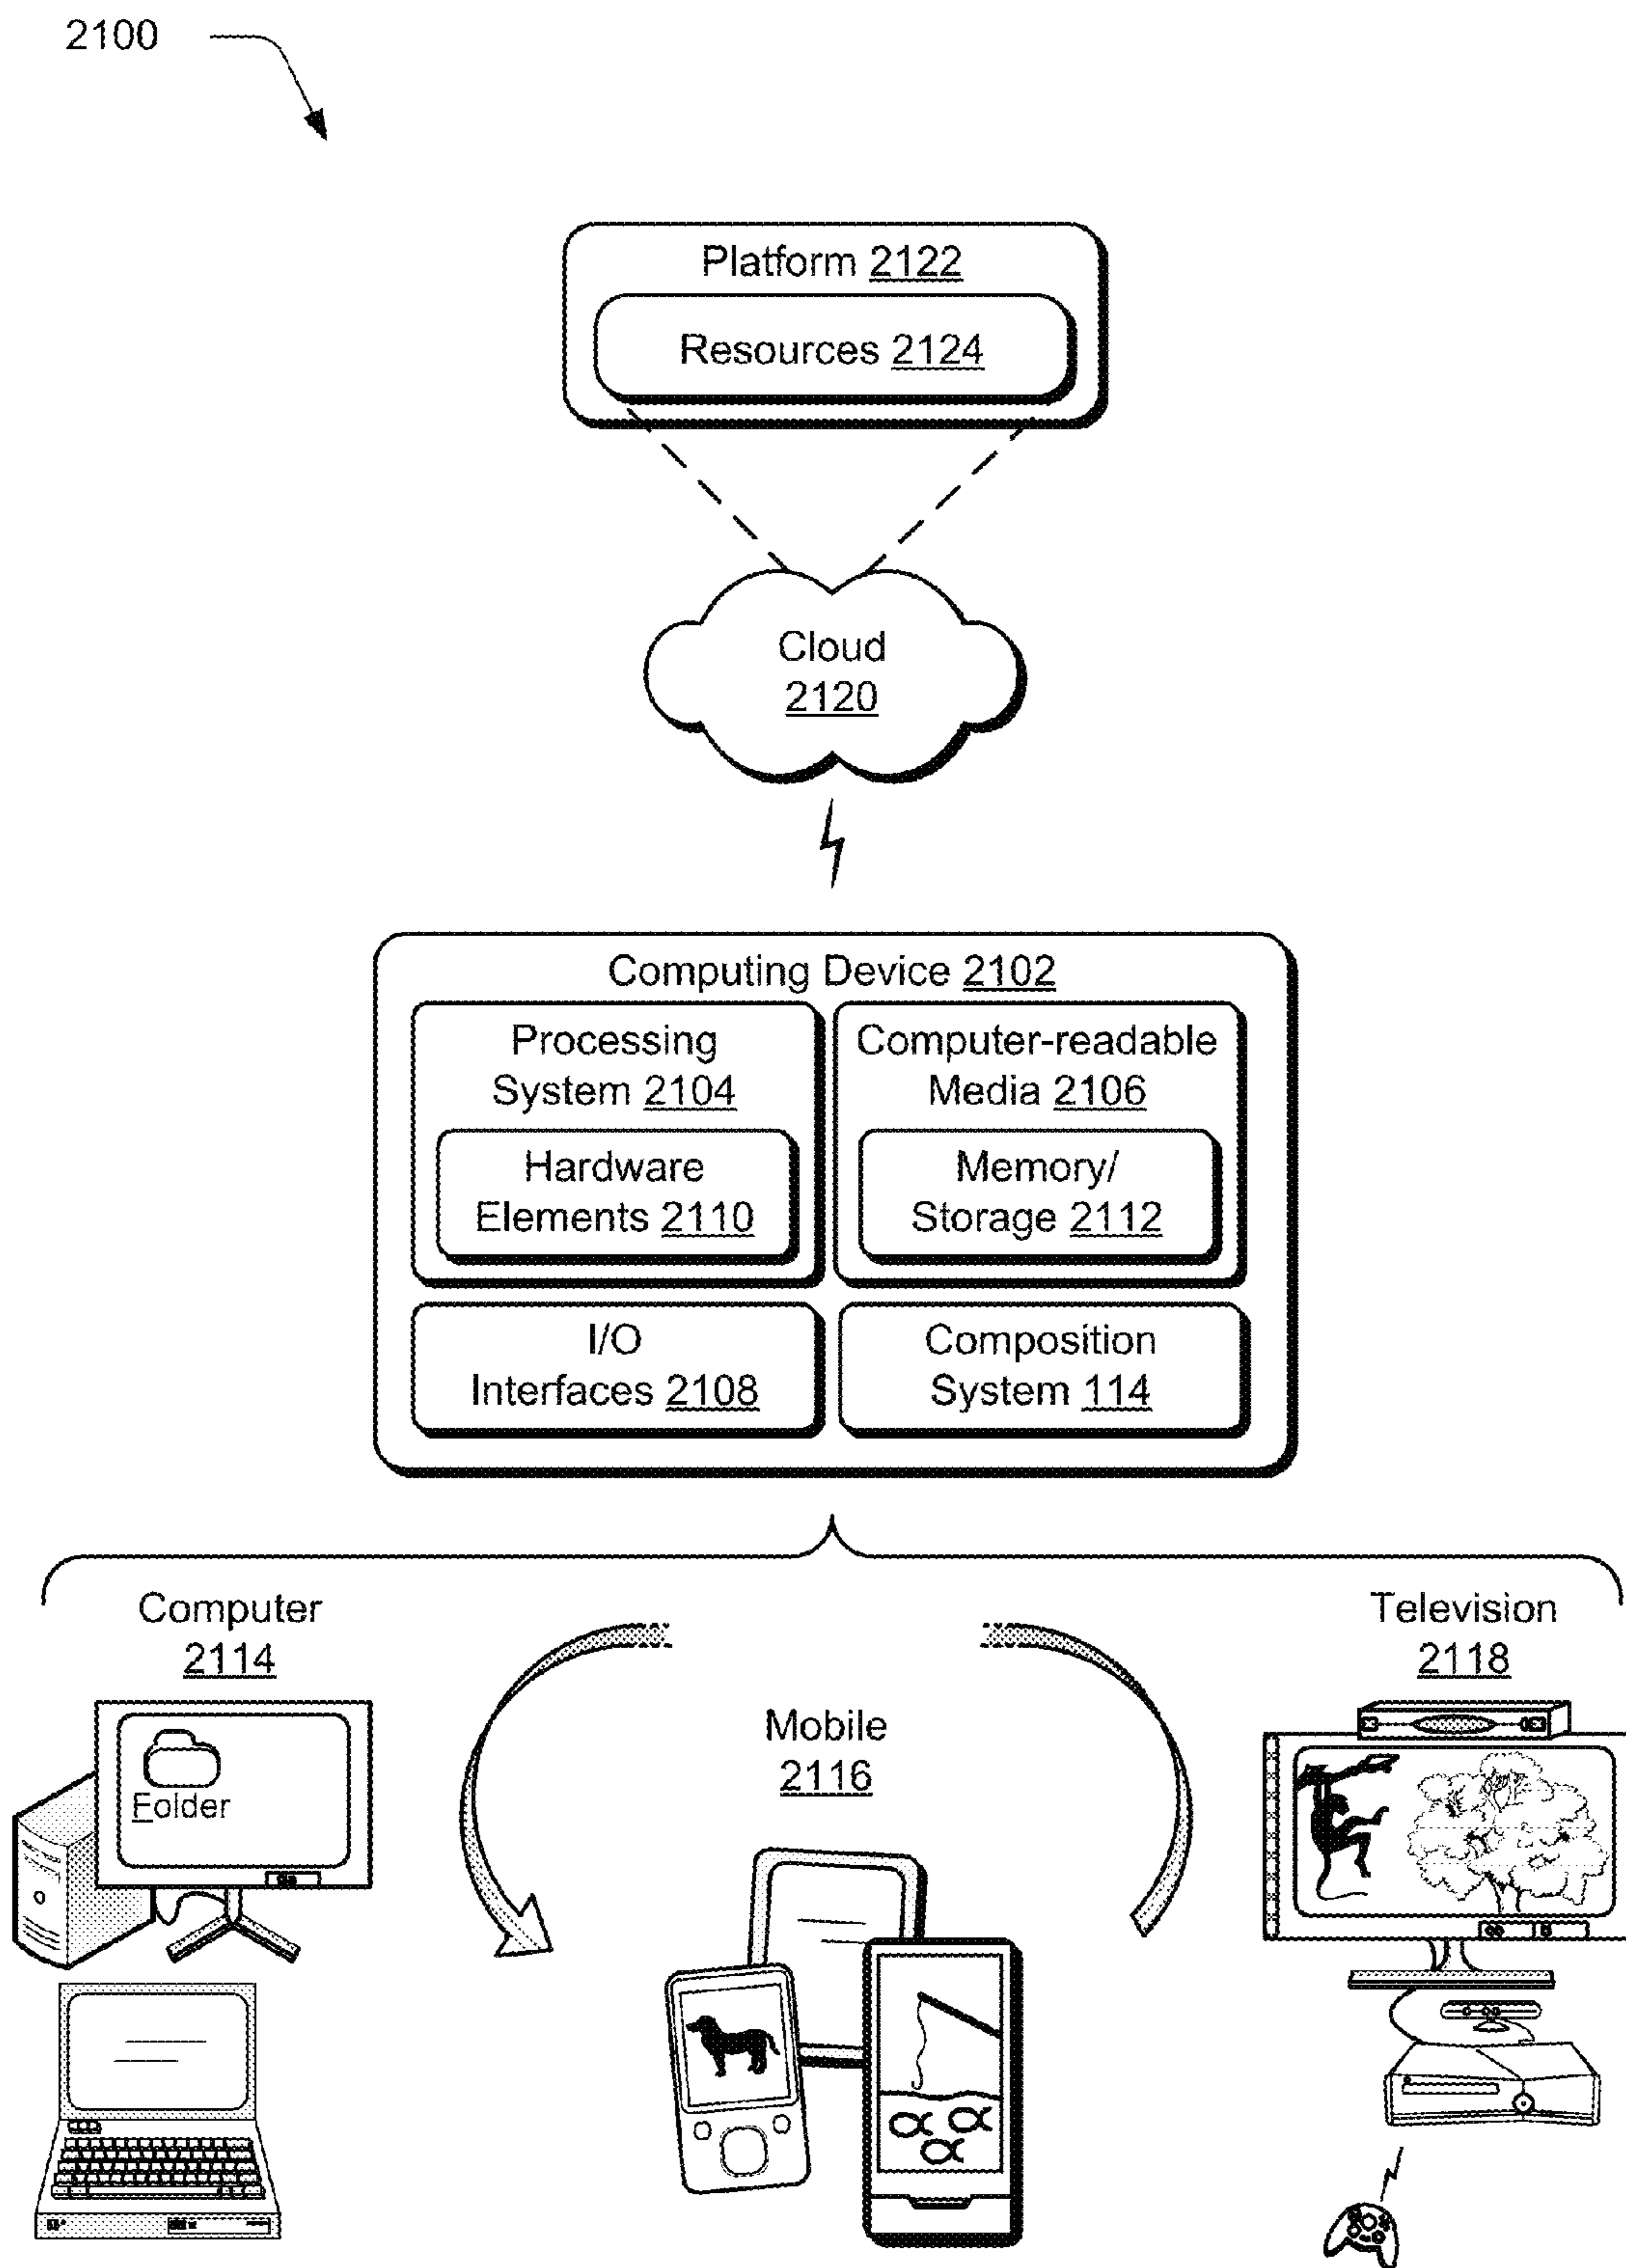 2100
Platform 2122
Resources 2124
Cloud
2120
Computing Device 2102
Processing
System 2104
Hardware
Elements 2110
Computer-readable
Media 2106
Memory/
Storage 2112
I/O
Interfaces 2108
Composition
System 114
Computer
2114
Folder
Mobile
2116
Television
2118